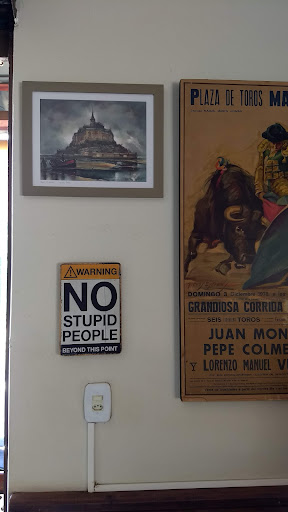 PLAZA DE TOROS MA
WARNING
NO
STUPID
PEOPLE
BEYOND THIS POINT
DOMINGO 3
GRANDIOSA CORRIDA
SEIS TOROS
JUAN MON
PEPE COLME
Y LORENZO MANUEL V